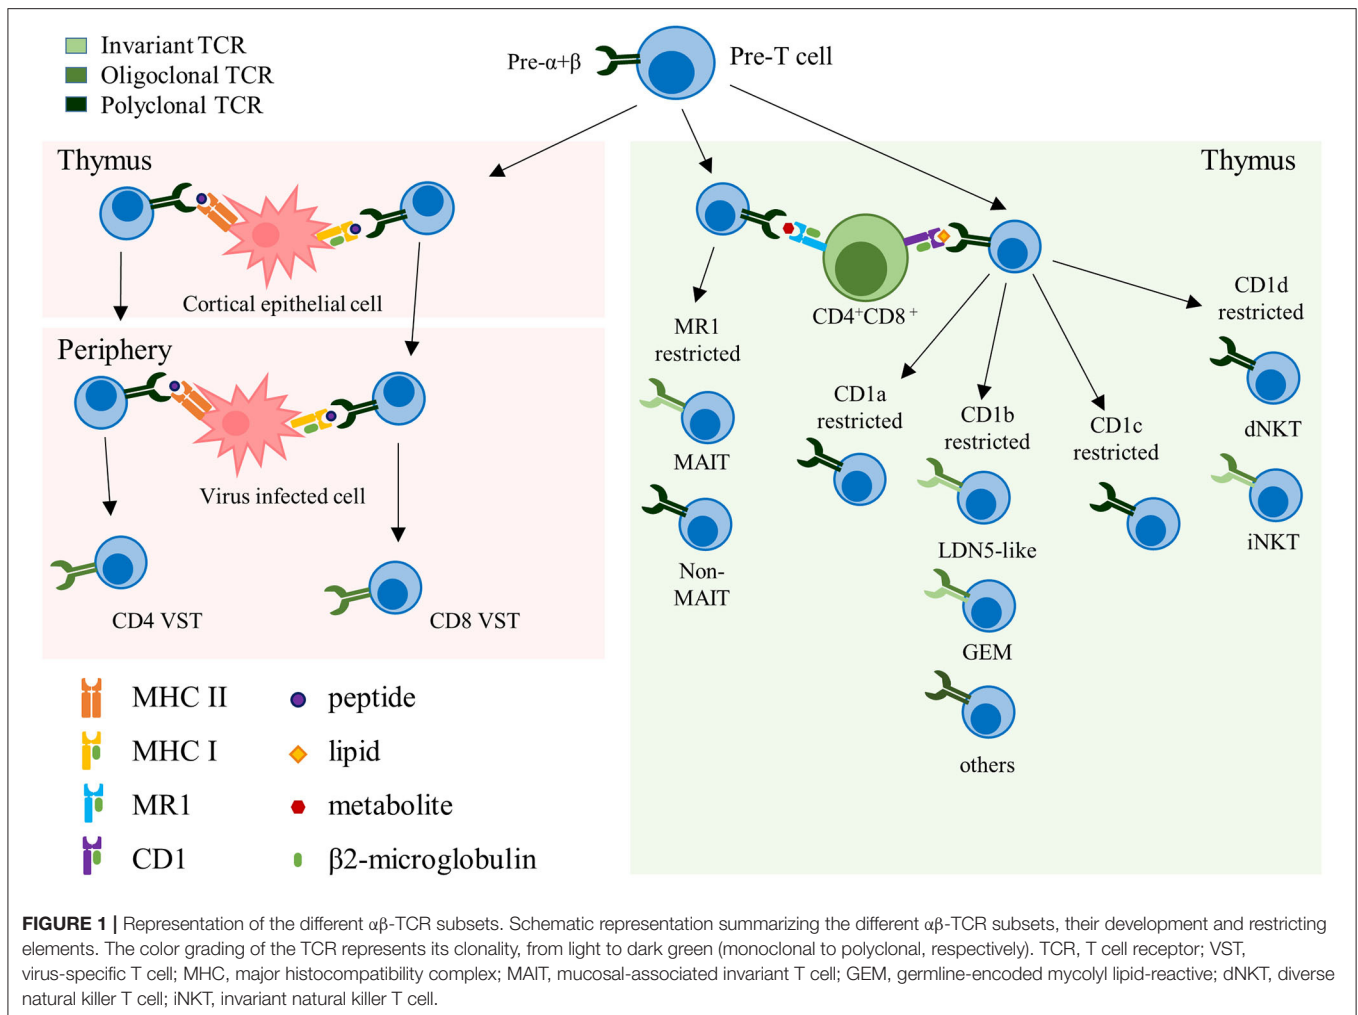 Invariant TCR
Oligoclonal TCR
Polyclonal TCR
Pre-α+β
Pre-T cell
Thymus
Cortical epithelial cell
Periphery
Virus infected cell
CD4 VST
CD8 VST
Thymus
CD4⁺CD8⁺
MR1
restricted
MAIT
Non-
MAIT
CD1a
restricted
CD1b
restricted
LDN5-like
GEM
others
CD1c
restricted
CD1d
restricted
dNKT
iNKT
MHC II
MHC I
MR1
CD1
peptide
lipid
metabolite
β2-microglobulin
FIGURE 1 | Representation of the different αβ-TCR subsets. Schematic representation summarizing the different αβ-TCR subsets, their development and restricting
elements. The color grading of the TCR represents its clonality, from light to dark green (monoclonal to polyclonal, respectively). TCR, T cell receptor; VST,
virus-specific T cell; MHC, major histocompatibility complex; MAIT, mucosal-associated invariant T cell; GEM, germline-encoded mycolyl lipid-reactive; dNKT, diverse
natural killer T cell; iNKT, invariant natural killer T cell.